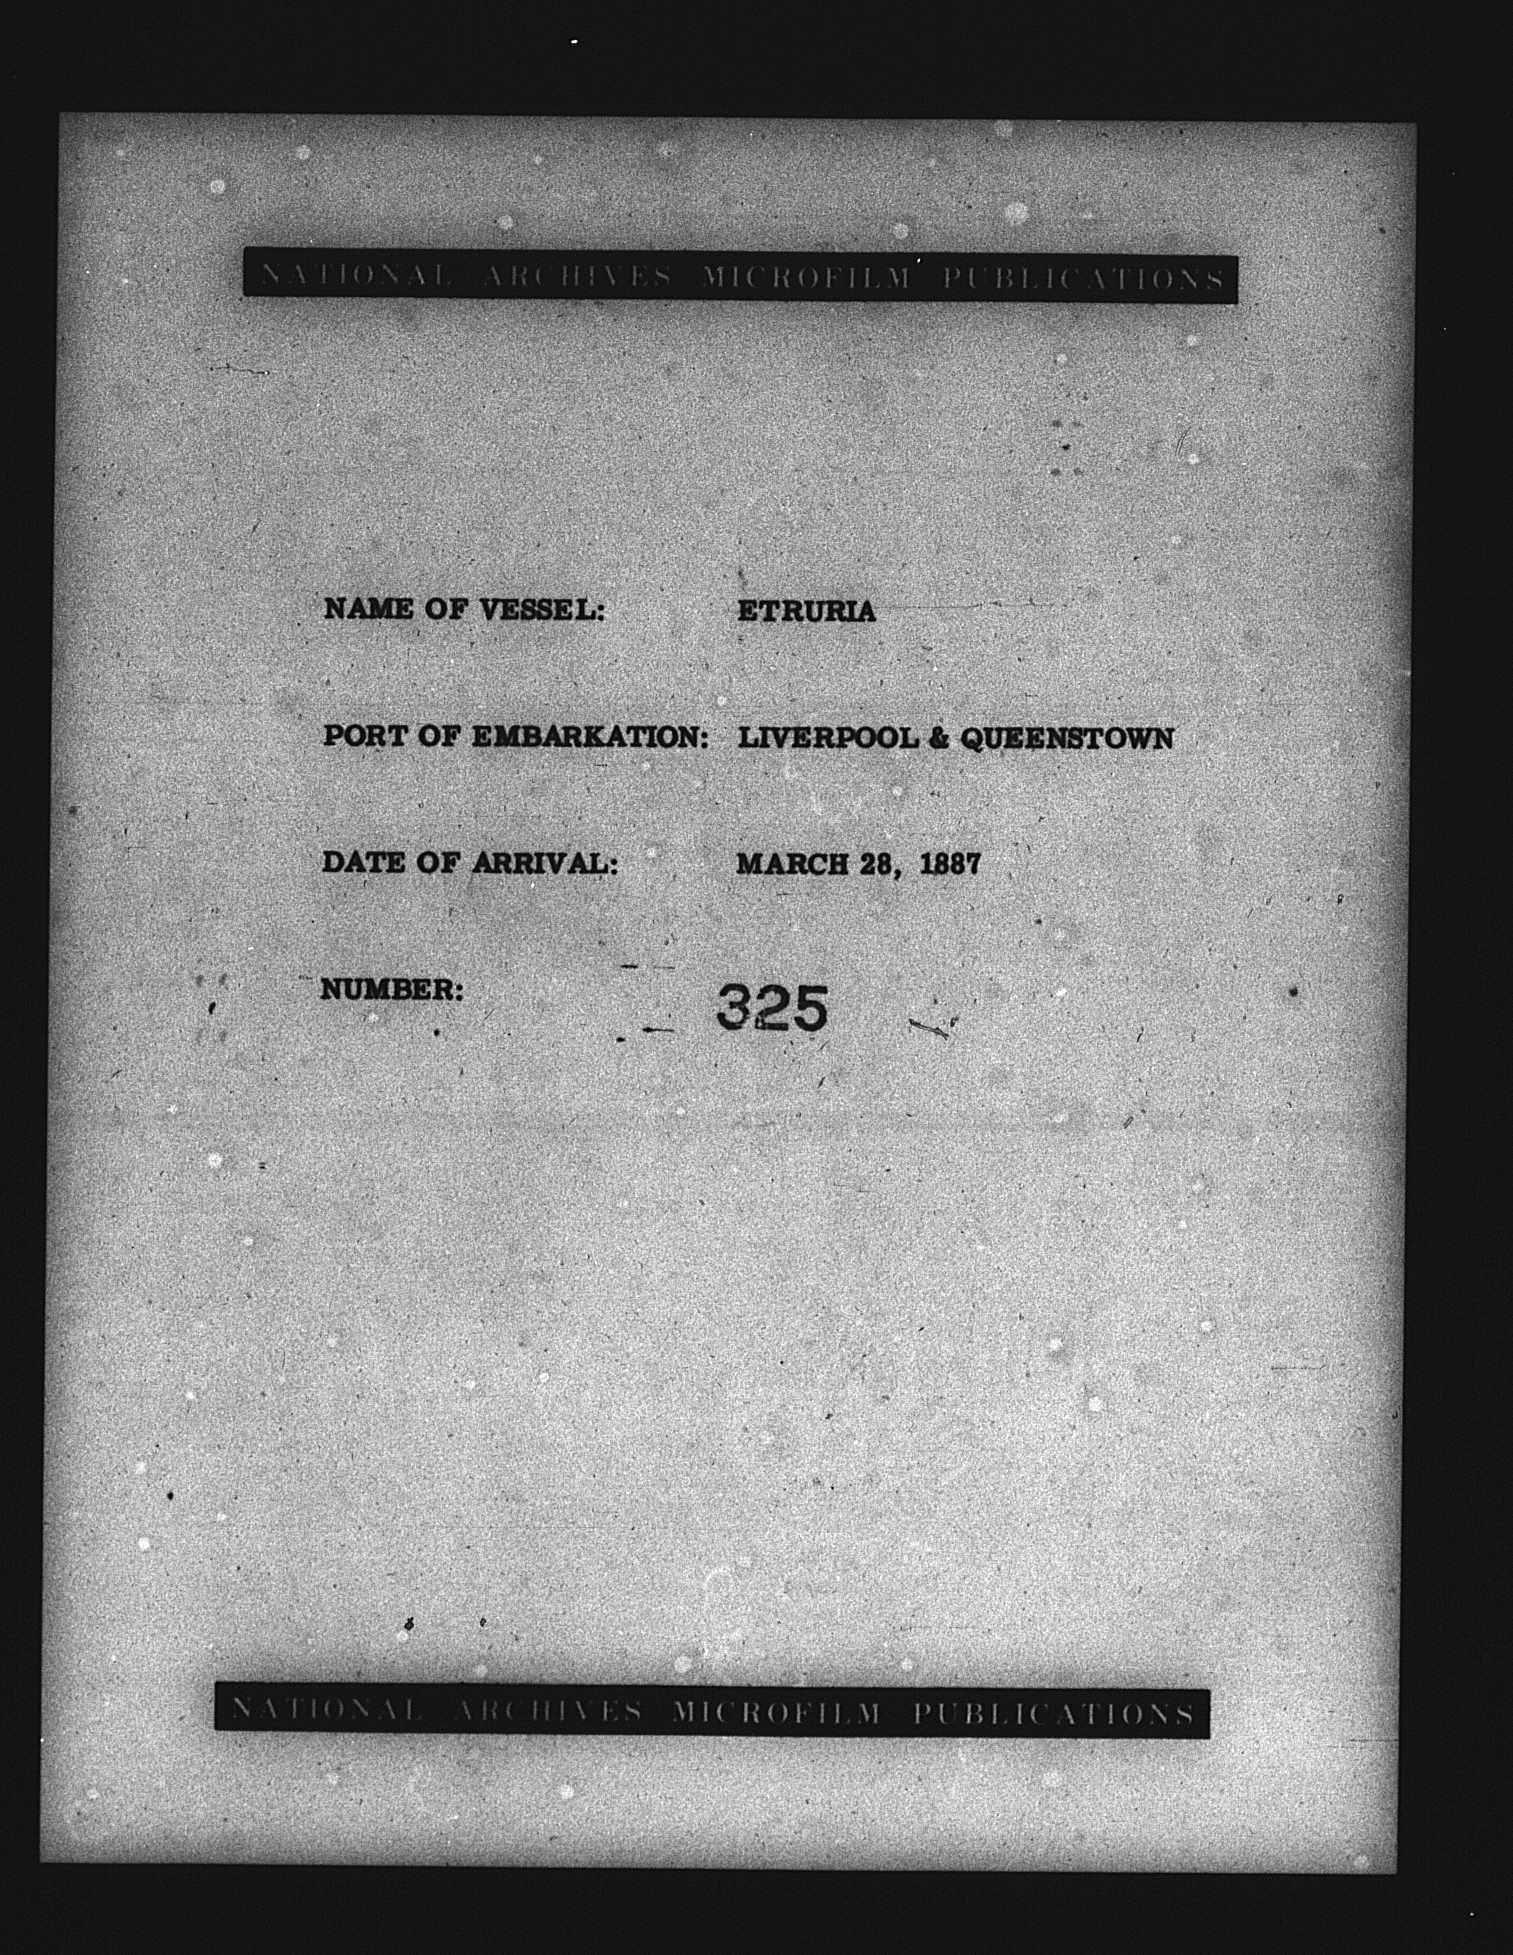 NATIONAL ARCHIVES MICROFILM PUBLICATIONS
NAME OF VESSEL: ETRURIA
PORT OF EMBARKATION: LIVERPOOL & QUEENSTOWN
DATE OF ARRIVAL: MARCH 28, 1887
NUMBER: 325
NATIONAL ARCHIVES MICROFILM PUBLICATIONS